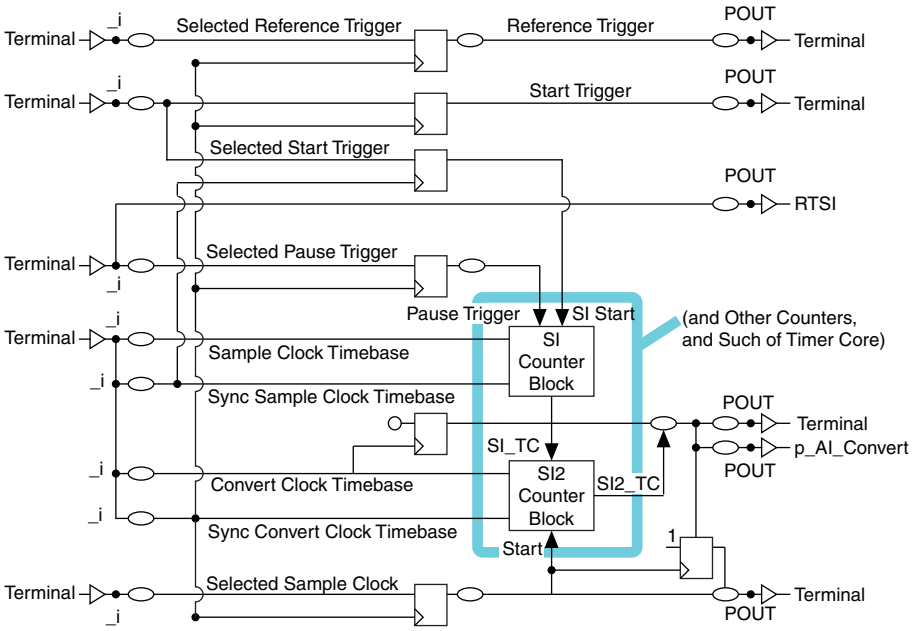 _i
Selected Reference Trigger
POUT
Terminal
Reference Trigger
Terminal
_i
POUT
Terminal
Start Trigger
Terminal
Selected Start Trigger
POUT
RTSI
Selected Pause Trigger
Terminal
_i
Pause Trigger
SI Start
(and Other Counters,
and Such of Timer Core)
_i
Terminal
Sample Clock Timebase
SI
Counter
Block
_i
Sync Sample Clock Timebase
POUT
Terminal
SI_TC
p_AI_Convert
POUT
_i
Convert Clock Timebase
SI2
Counter
Block
SI2_TC
_i
Sync Convert Clock Timebase
Start
1
Selected Sample Clock
Terminal
_i
Terminal
POUT